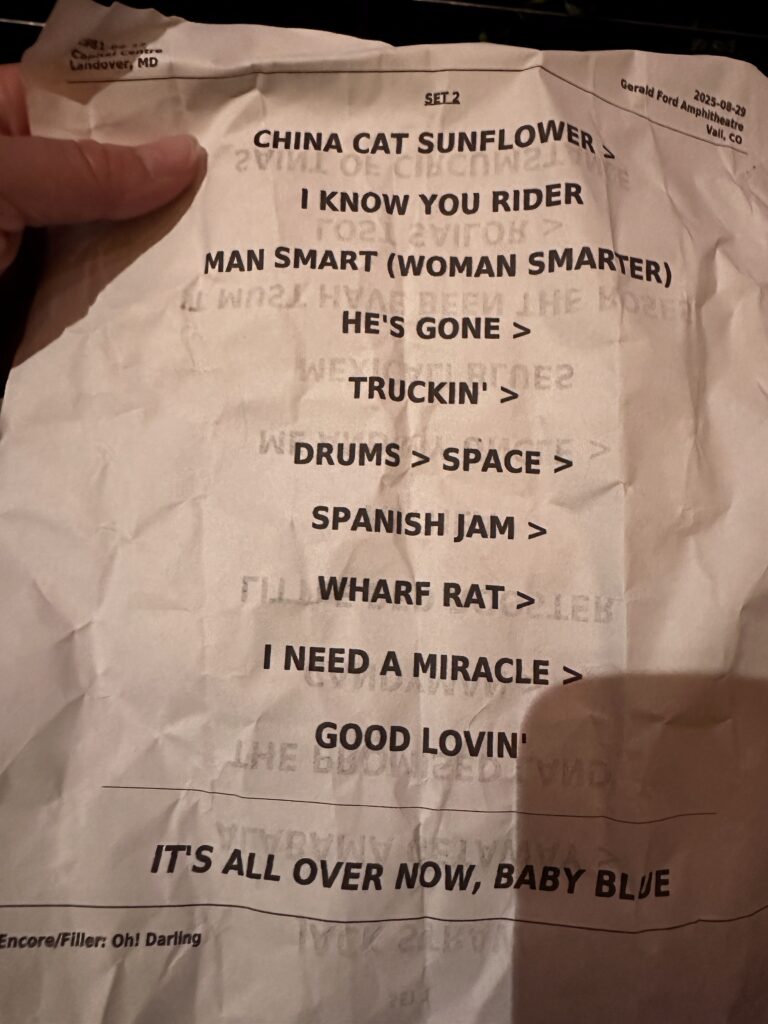 Capital Centre
Landover, MD
2025-08-29
Gerald Ford Amphitheatre
Vail, CO
SET 2
CHINA CAT SUNFLOWER >
I KNOW YOU RIDER
MAN SMART (WOMAN SMARTER)
HE'S GONE >
TRUCKIN' >
DRUMS > SPACE >
SPANISH JAM >
WHARF RAT >
I NEED A MIRACLE >
GOOD LOVIN'
IT'S ALL OVER NOW, BABY BLUE
Encore/Filler: Oh! Darling